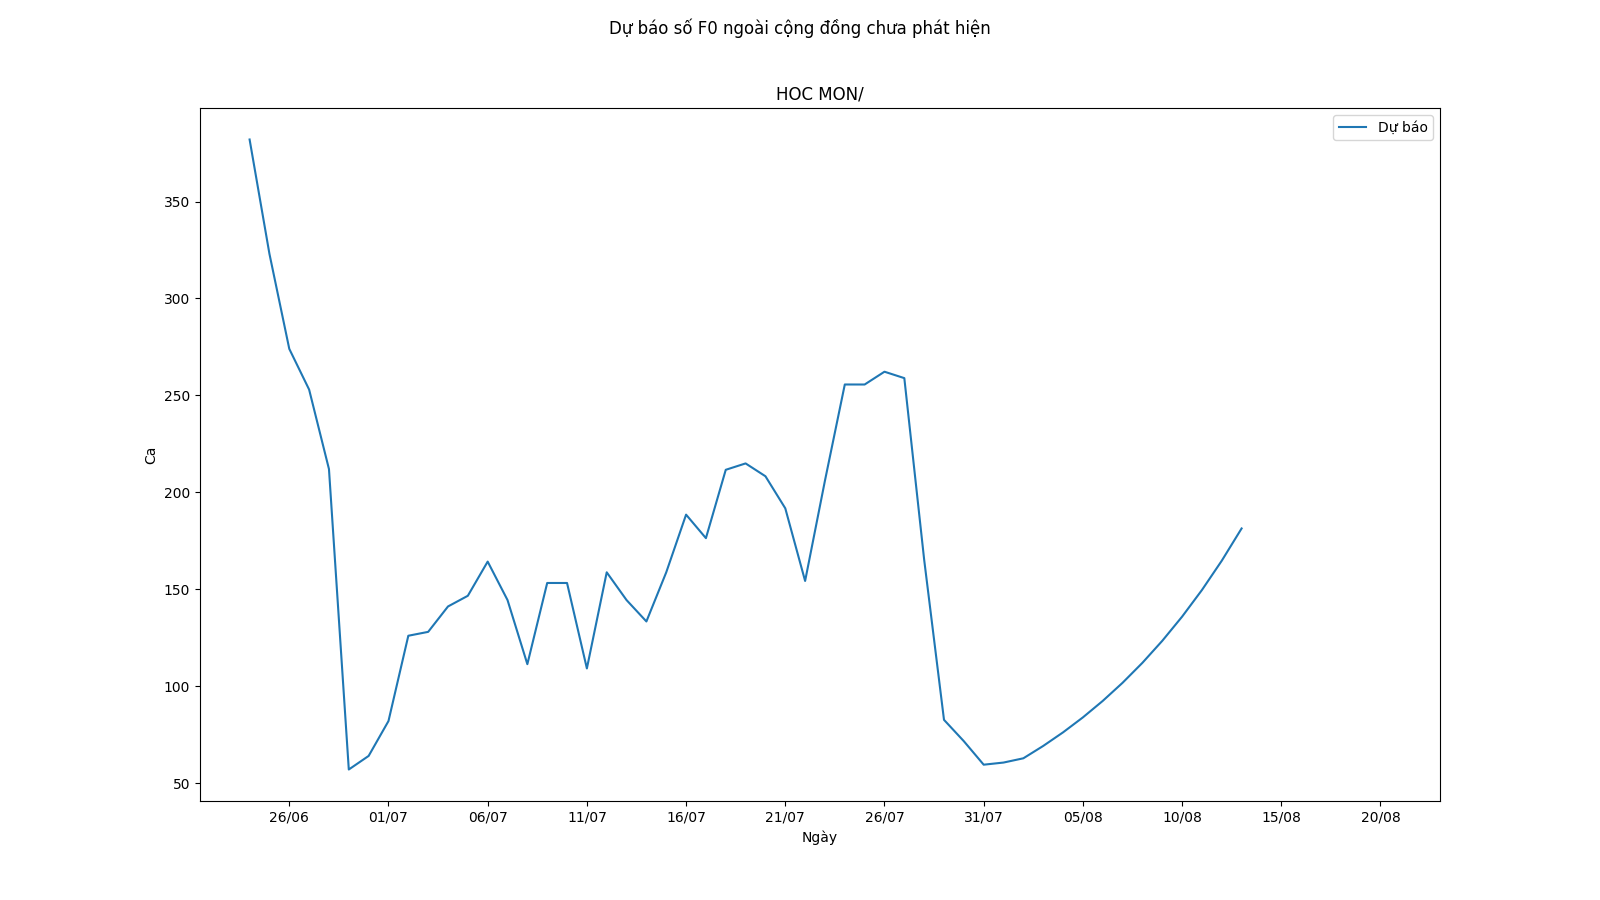 Dự báo số F0 ngoài cộng đồng chưa phát hiện
HOC MON/
Dự báo
350
300
250
200
150
100
50
Ca
26/06 01/07 06/07 11/07 16/07 21/07 26/07 31/07 05/08 10/08 15/08 20/08
Ngày